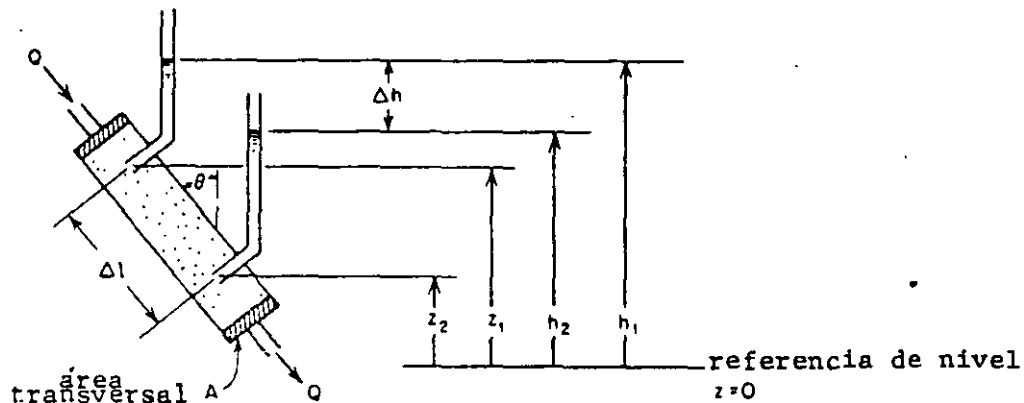 Q
Δh
θ
Δl
z₂
z₁
h₂
h₁
referencia de nivel
z=0
área
transversal A
Q